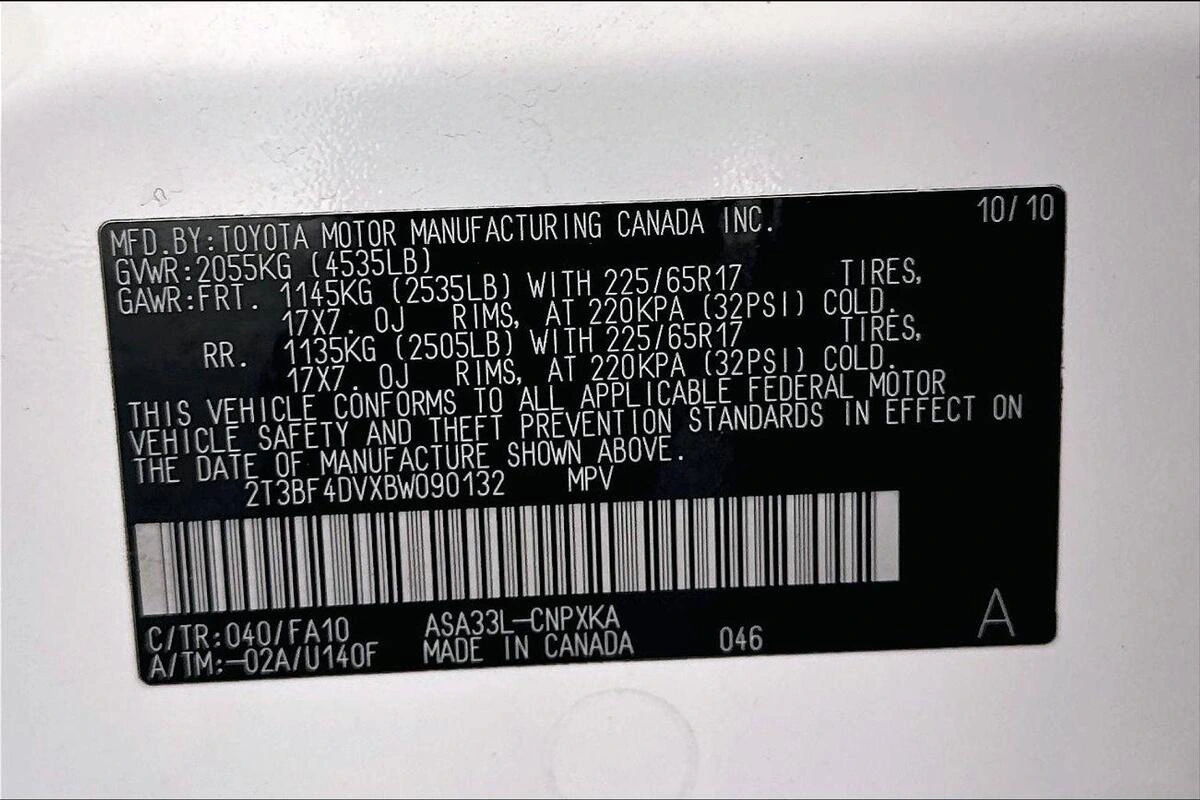 MFD.BY:TOYOTA MOTOR MANUFACTURING CANADA INC. 10/10
GVWR:2055KG (4535LB)
GAWR:FRT. 1145KG (2535LB) WITH 225/65R17 TIRES,
17X7. 0J RIMS, AT 220KPA (32PSI) COLD.
RR. 1135KG (2505LB) WITH 225/65R17 TIRES,
17X7. 0J RIMS, AT 220KPA (32PSI) COLD.
THIS VEHICLE CONFORMS TO ALL APPLICABLE FEDERAL MOTOR
VEHICLE SAFETY AND THEFT PREVENTION STANDARDS IN EFFECT ON
THE DATE OF MANUFACTURE SHOWN ABOVE.
2T3BF4DVXBW090132 MPV
C/TR:040/FA10 ASA33L-CNPXKA
A/TM:-02A/U140F MADE IN CANADA 046 A